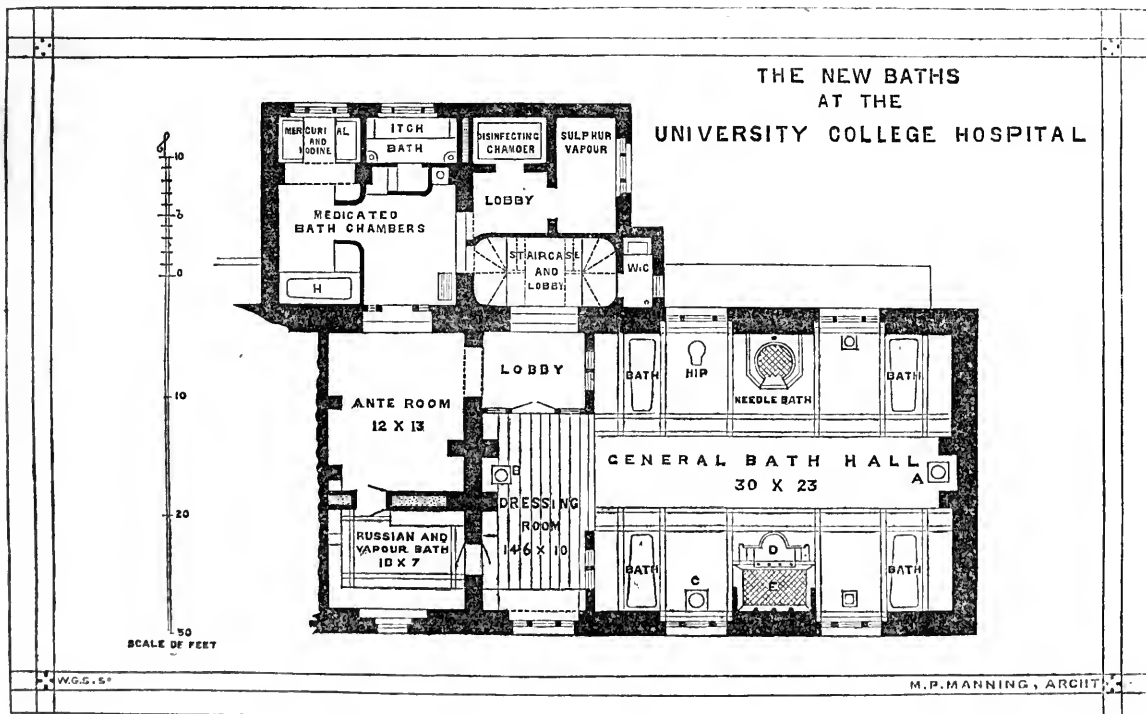 THE NEW BATHS
AT THE
UNIVERSITY COLLEGE HOSPITAL
MERCURIAL
AND
IODINE
ITCH
BATH
DISINFECTING
CHAMBER
SULPHUR
VAPOUR
LOBBY
MEDICATED
BATH CHAMBERS
STAIRCASE
AND
LOBBY
W.C
H
10
5
0
10
20
30
SCALE OF FEET
LOBBY
ANTE ROOM
12 X 13
BATH
HIP
NEEDLE BATH
BATH
GENERAL BATH HALL
30 X 23
A
B
DRESSING
ROOM
14·6 X 10
RUSSIAN AND
VAPOUR BATH
10 X 7
BATH
C
D
E
BATH
W.G.S. Sc
M.P. MANNING, ARCHT